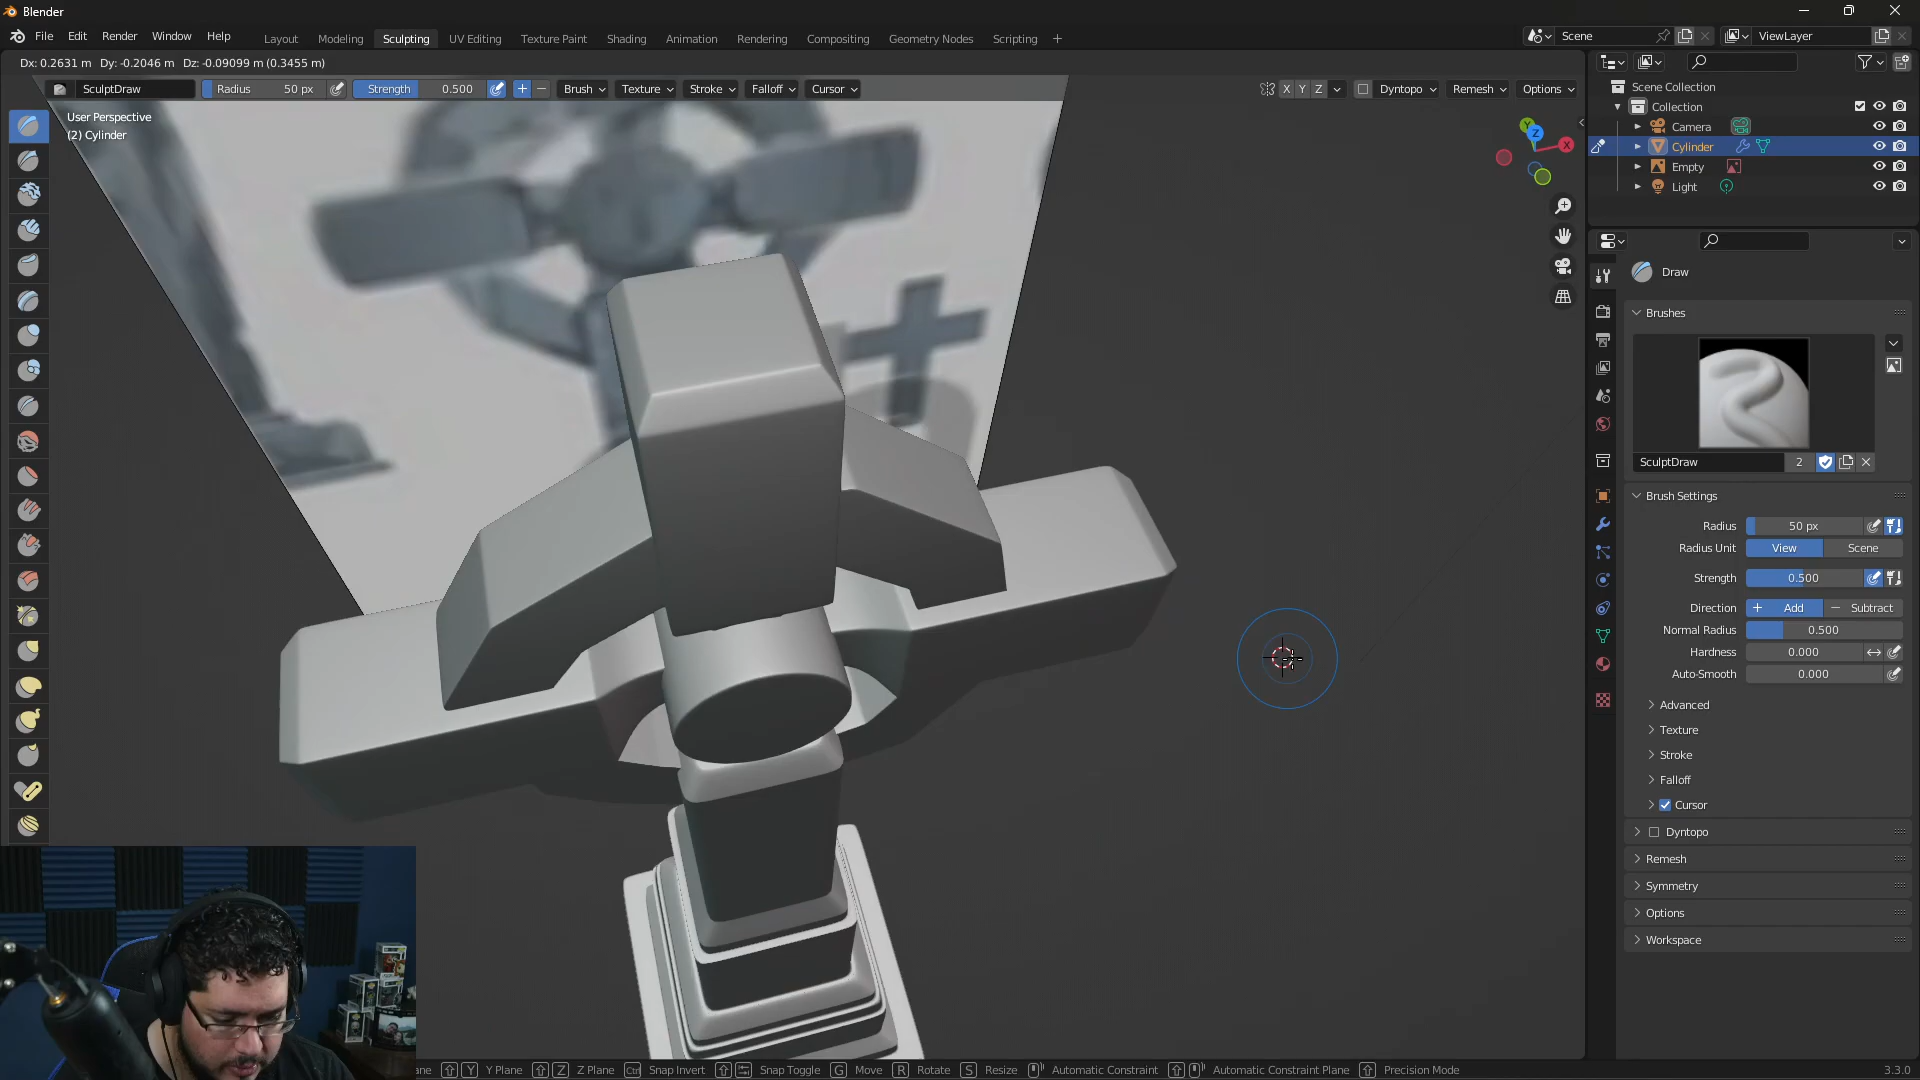 Blender
File Edit Render Window Help
Layout Modeling Sculpting UV Editing Texture Paint Shading Animation Rendering Compositing Geometry Nodes Scripting +
Scene
ViewLayer
Dx: 0.2631 m Dy: -0.2046 m Dz: -0.09099 m (0.3455 m)
SculptDraw Radius 50 px Strength 0.500 Brush Texture Stroke Falloff Cursor
X Y Z Dyntopo Remesh Options
User Perspective
(2) Cylinder
Y
Z
X
Scene Collection
Collection
Camera
Cylinder
Empty
Light
Draw
Brushes
SculptDraw 2
Brush Settings
Radius 50 px
Radius Unit View Scene
Strength 0.500
Direction + Add − Subtract
Normal Radius 0.500
Hardness 0.000
Auto-Smooth 0.000
Advanced
Texture
Stroke
Falloff
Cursor
Dyntopo
Remesh
Symmetry
Options
Workspace
Y Y Plane Z Z Plane Ctrl Snap Invert Snap Toggle G Move R Rotate S Resize Automatic Constraint Automatic Constraint Plane Precision Mode 3.3.0